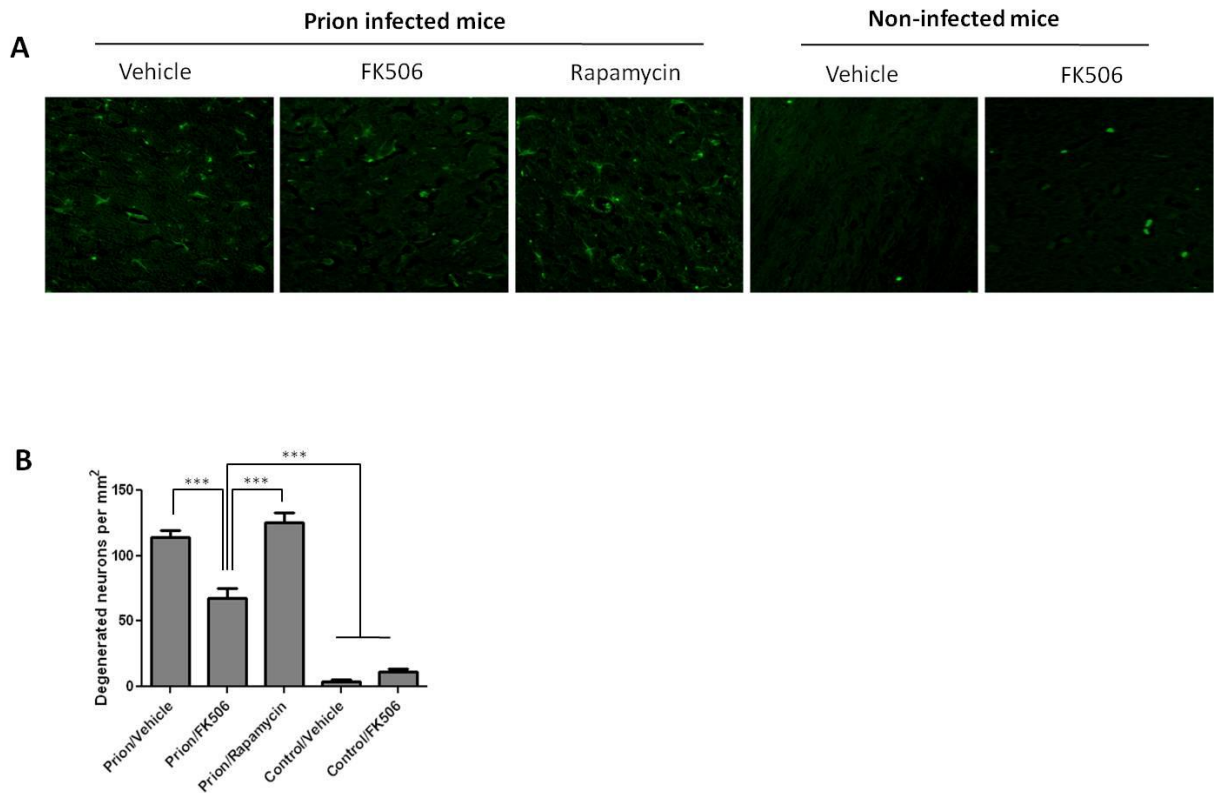 Prion infected mice
Non-infected mice
A
Vehicle
FK506
Rapamycin
Vehicle
FK506
B
***
***
***
Degenerated neurons per mm²
150
100
50
0
Prion/Vehicle
Prion/FK506
Prion/Rapamycin
Control/Vehicle
Control/FK506